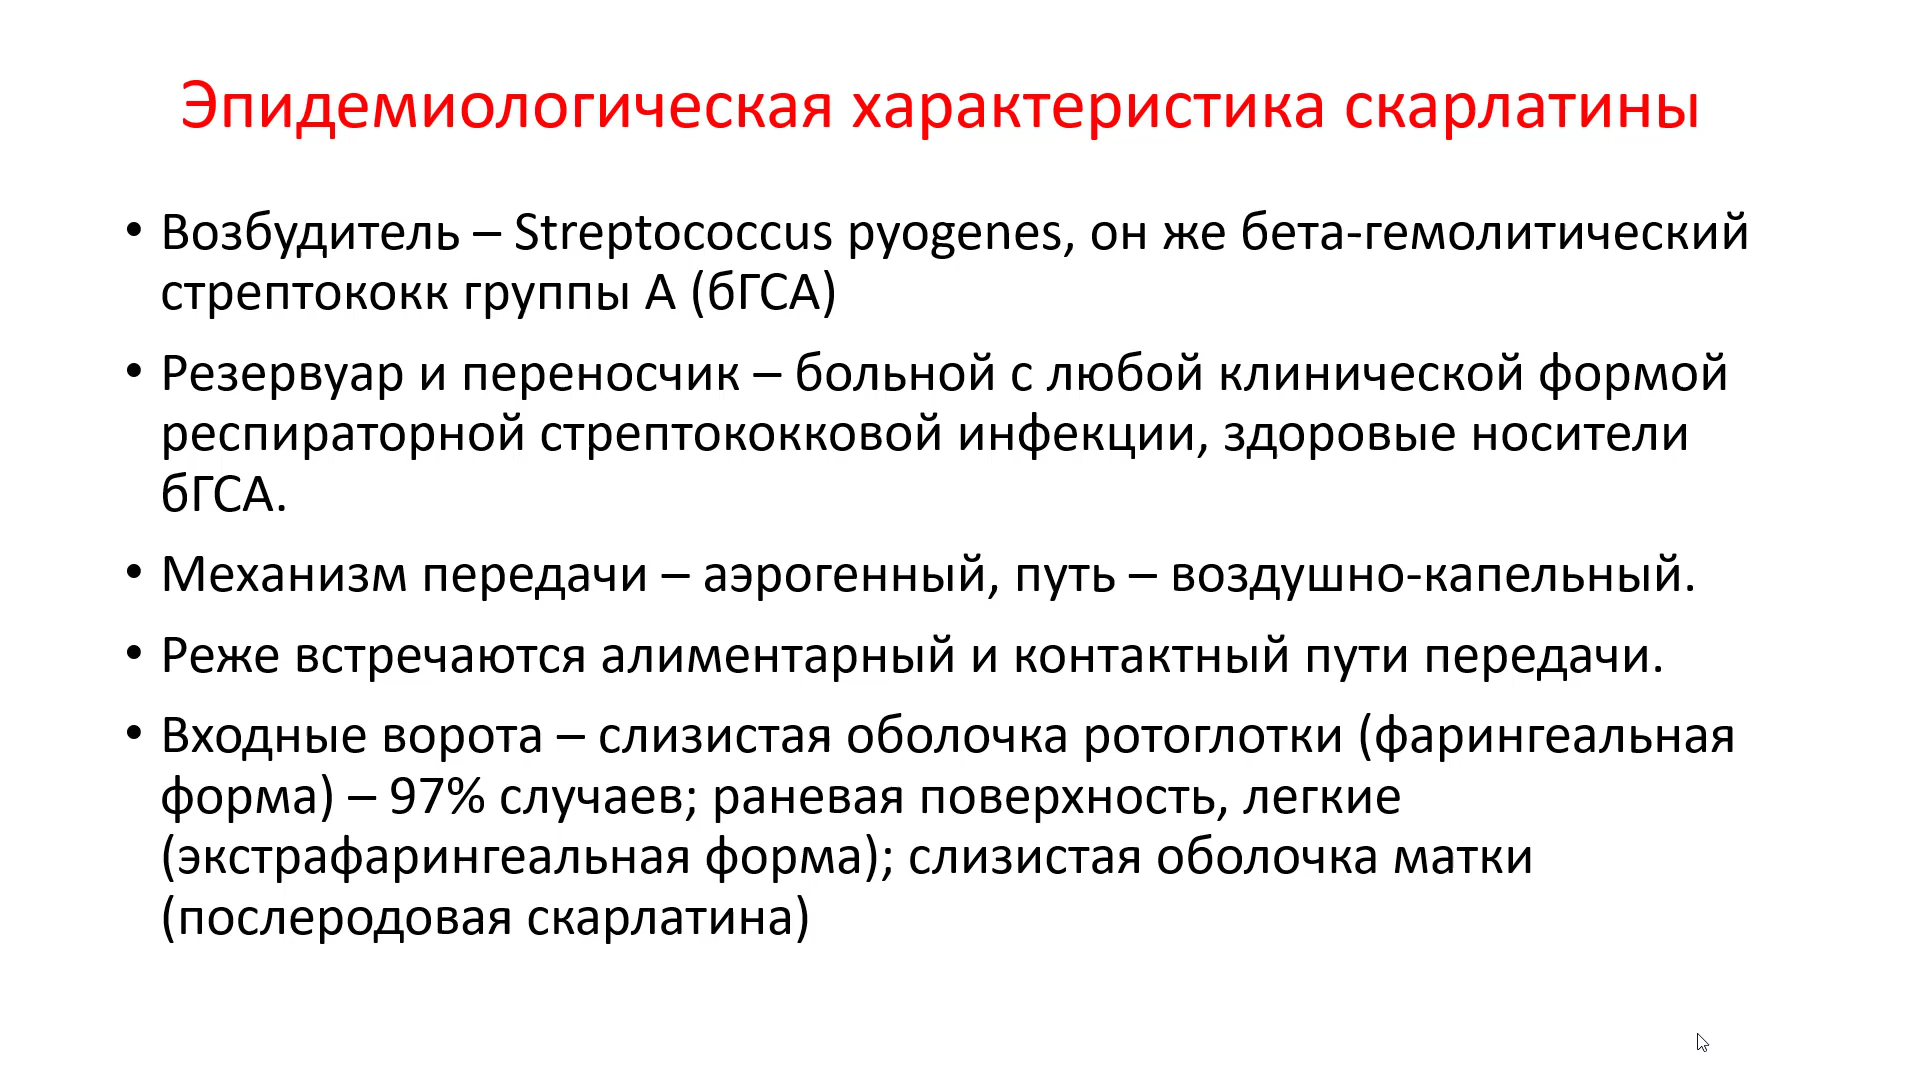 Эпидемиологическая характеристика скарлатины
• Возбудитель – Streptococcus pyogenes, он же бета-гемолитический
стрептококк группы А (бГСА)
• Резервуар и переносчик – больной с любой клинической формой
респираторной стрептококковой инфекции, здоровые носители
бГСА.
• Механизм передачи – аэрогенный, путь – воздушно-капельный.
• Реже встречаются алиментарный и контактный пути передачи.
• Входные ворота – слизистая оболочка ротоглотки (фарингеальная
форма) – 97% случаев; раневая поверхность, легкие
(экстрафарингеальная форма); слизистая оболочка матки
(послеродовая скарлатина)